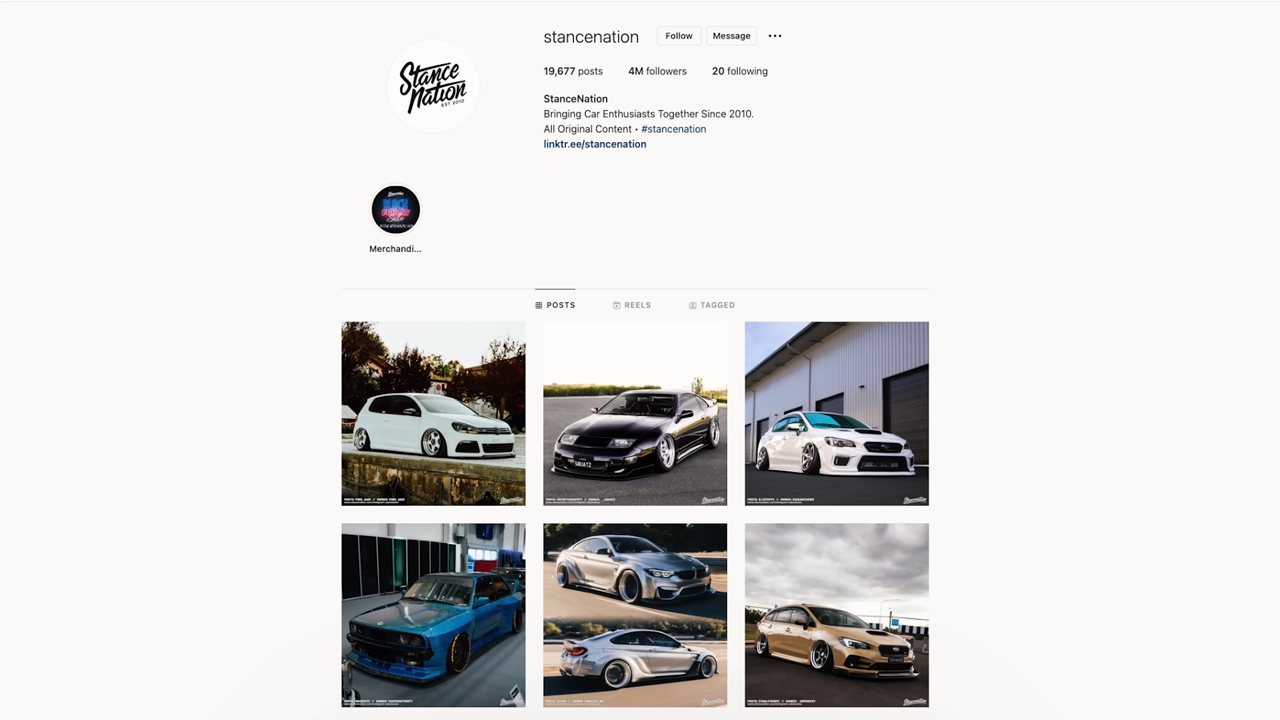 stancenation Follow Message
19,677 posts 4M followers 20 following
StanceNation
Bringing Car Enthusiasts Together Since 2010.
All Original Content • #stancenation
linktr.ee/stancenation
Stance
Nation
EST 2010
Merchandi...
POSTS REELS TAGGED